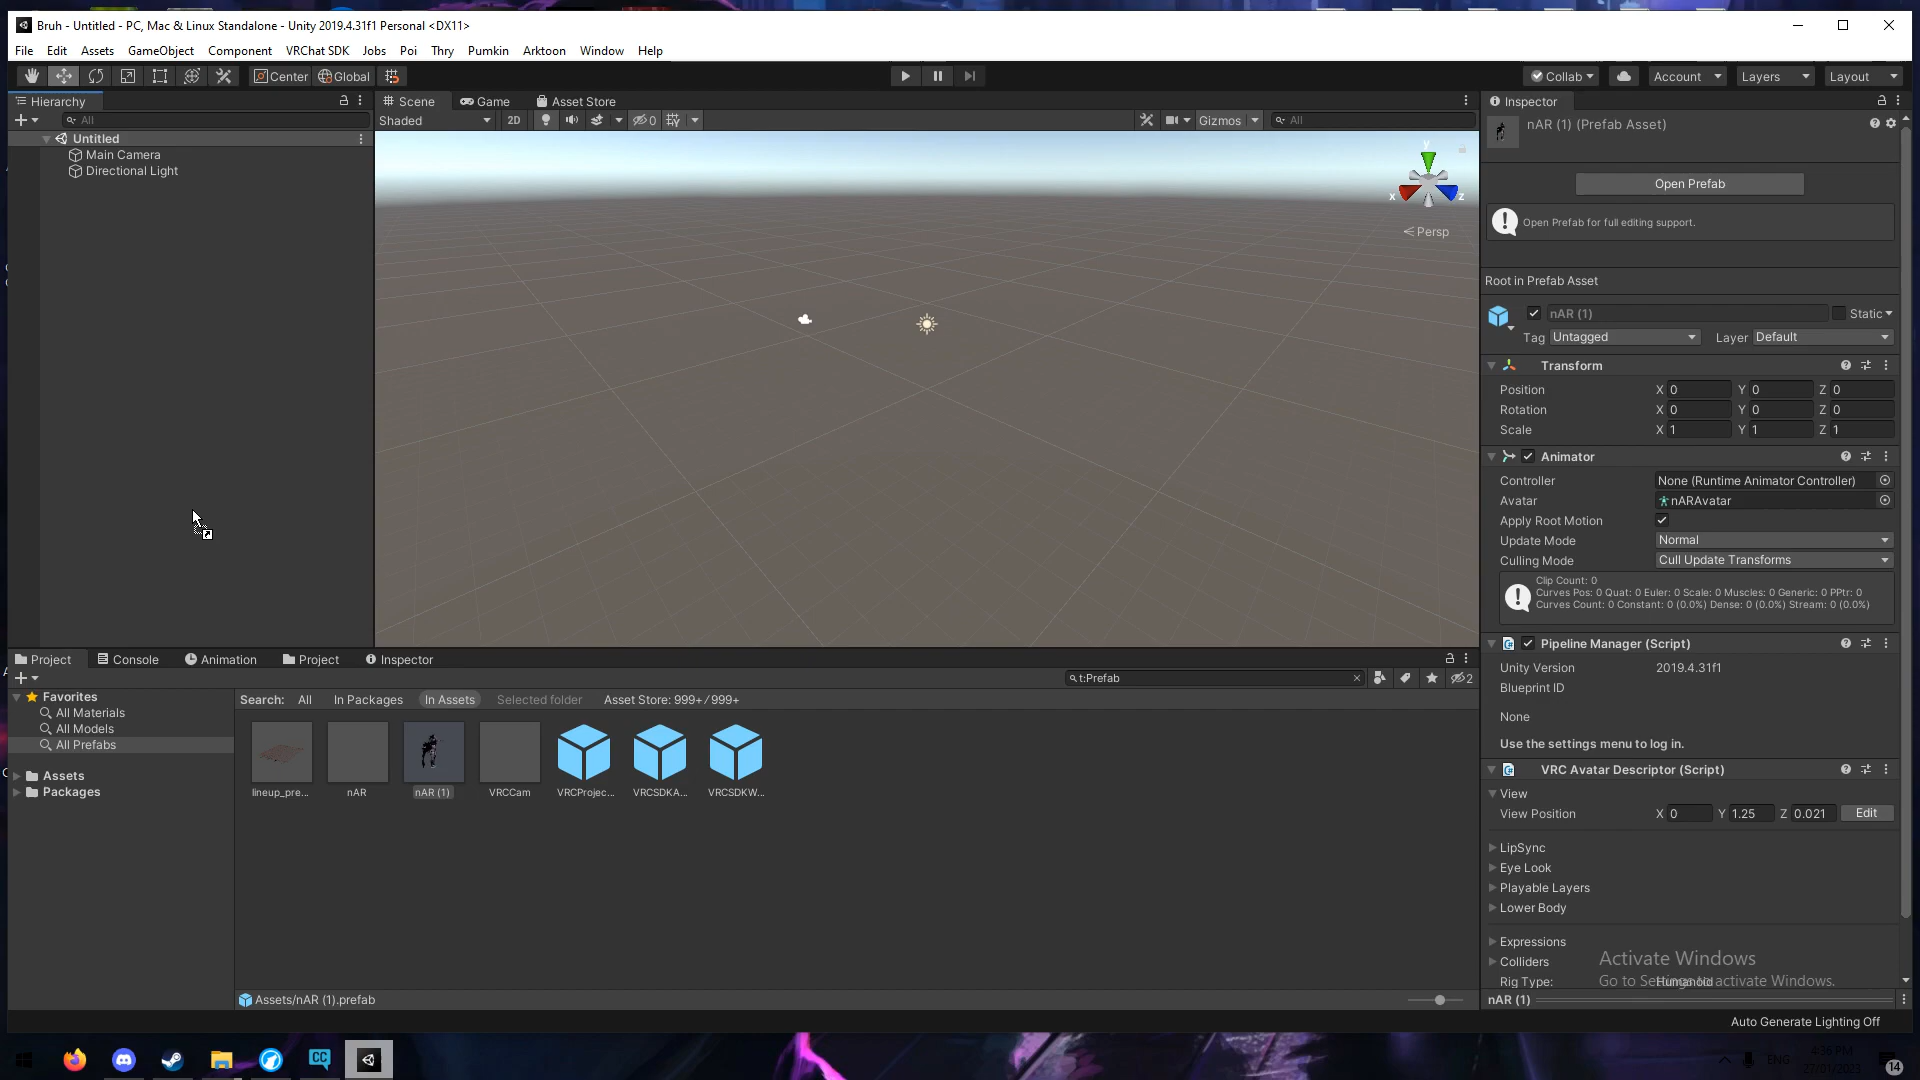 Bruh - Untitled - PC, Mac & Linux Standalone - Unity 2019.4.31f1 Personal <DX11>
File Edit Assets GameObject Component VRChat SDK Jobs Poi Thry Pumkin Arktoon Window Help
Center Global Collab Account Layers Layout
Hierarchy Scene Game Asset Store Inspector
All Shaded 2D 0 Gizmos All
nAR (1) (Prefab Asset)
Untitled
Main Camera
Directional Light
y
x z
Persp
Open Prefab
Open Prefab for full editing support.
Root in Prefab Asset
nAR (1) Static
Tag Untagged Layer Default
Transform
Position X 0 Y 0 Z 0
Rotation X 0 Y 0 Z 0
Scale X 1 Y 1 Z 1
Animator
Controller None (Runtime Animator Controller)
Avatar nARAvatar
Apply Root Motion
Update Mode Normal
Culling Mode Cull Update Transforms
Clip Count: 0
Curves Pos: 0 Quat: 0 Euler: 0 Scale: 0 Muscles: 0 Generic: 0 PPtr: 0
Curves Count: 0 Constant: 0 (0.0%) Dense: 0 (0.0%) Stream: 0 (0.0%)
Pipeline Manager (Script)
Unity Version 2019.4.31f1
Blueprint ID
None
Use the settings menu to log in.
VRC Avatar Descriptor (Script)
View
View Position X 0 Y 1.25 Z 0.021 Edit
LipSync
Eye Look
Playable Layers
Lower Body
Expressions
Colliders
Rig Type: Humanoid
Activate Windows
Go to Settings to activate Windows.
nAR (1)
Project Console Animation Project Inspector
t:Prefab 2
Favorites
All Materials
All Models
All Prefabs
Assets
Packages
Search: All In Packages In Assets Selected folder Asset Store: 999+ / 999+
lineup_pre... nAR nAR (1) VRCCam VRCProjec... VRCSDKA... VRCSDKW...
Assets/nAR (1).prefab
Auto Generate Lighting Off
CC
ENG
4:36 PM
27/01/2023
14